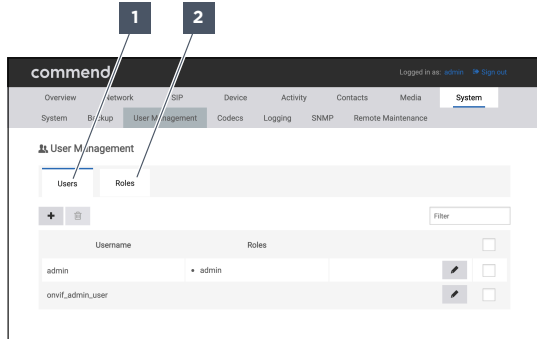 1 2
commend
Logged in as: admin Sign out
Overview Network SIP Device Activity Contacts Media System
System Backup User Management Codecs Logging SNMP Remote Maintenance
User Management
Users Roles
Filter
Username Roles
admin • admin
onvif_admin_user